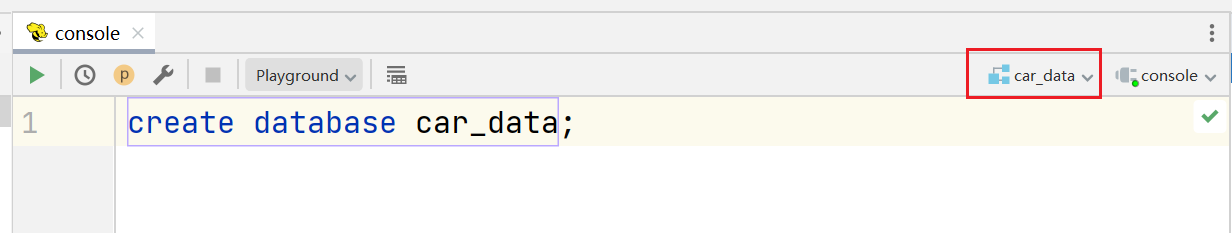 console
p
Playground
car_data
console
1
create database car_data;